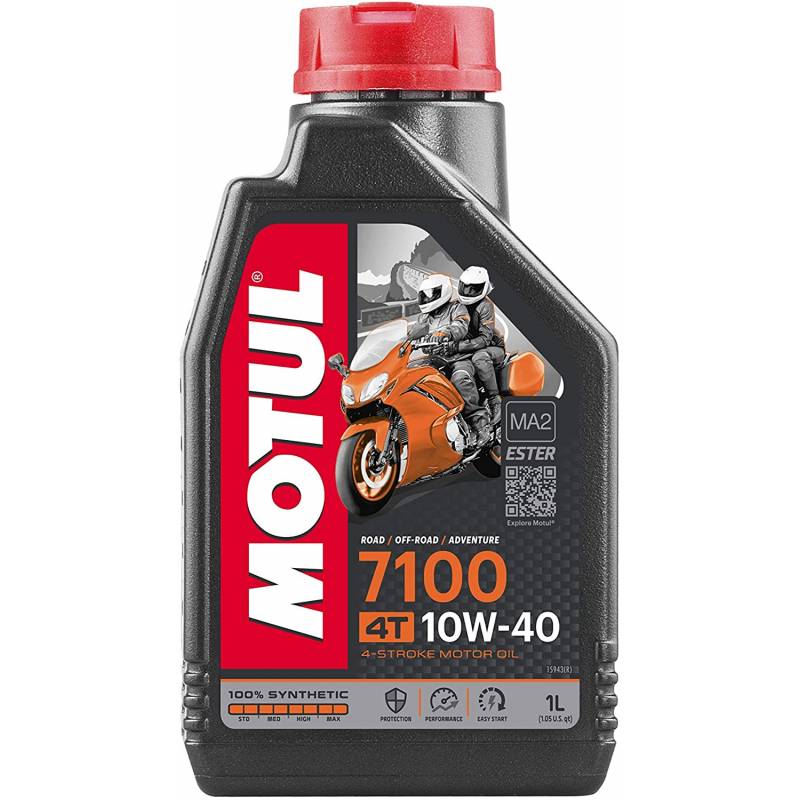 MOTUL®
MA2
ESTER
Explore Motul®
ROAD / OFF-ROAD / ADVENTURE
7100
4T 10W-40
4-STROKE MOTOR OIL
15943(R)
100% SYNTHETIC
STD MED HIGH MAX
PROTECTION PERFORMANCE EASY START
1L
(1.05 U.S. qt)